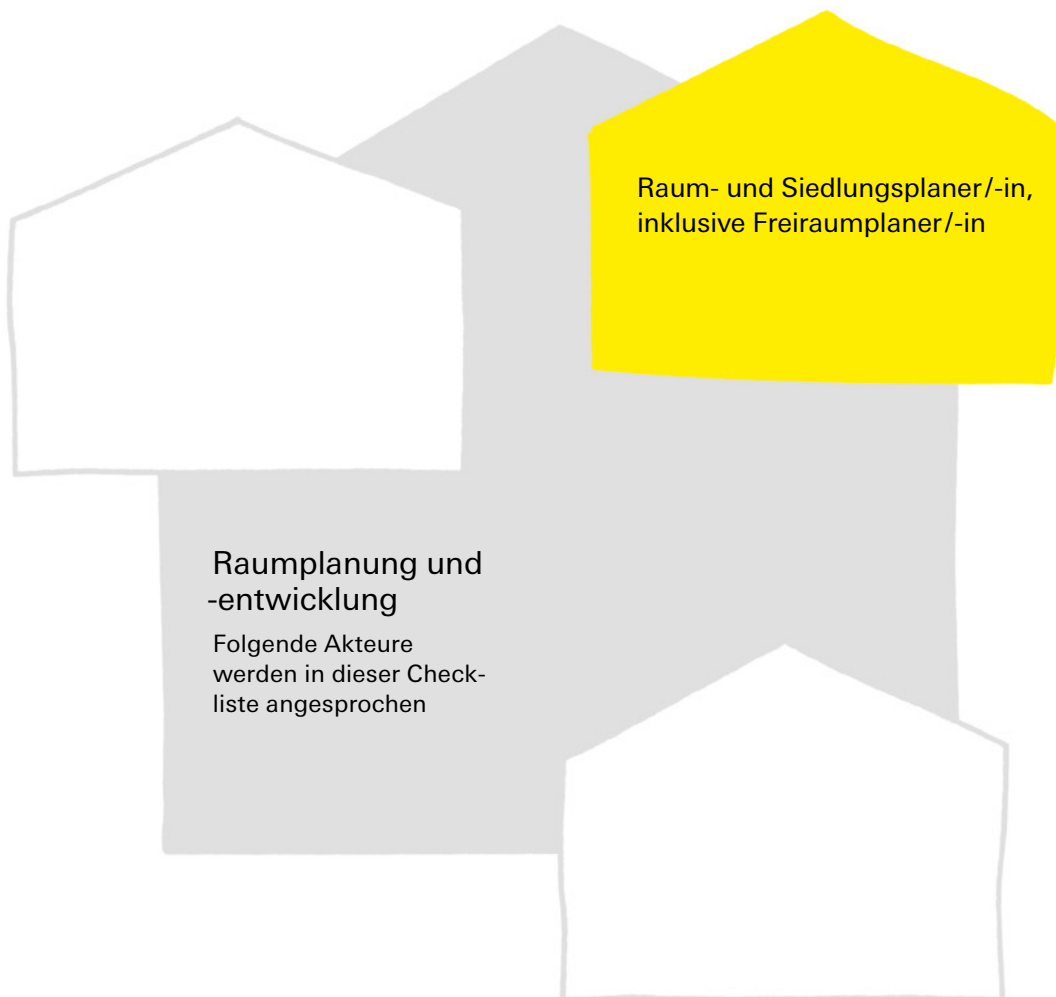 Raum- und Siedlungsplaner/-in,
inklusive Freiraumplaner/-in
Raumplanung und
-entwicklung
Folgende Akteure
werden in dieser Check-
liste angesprochen